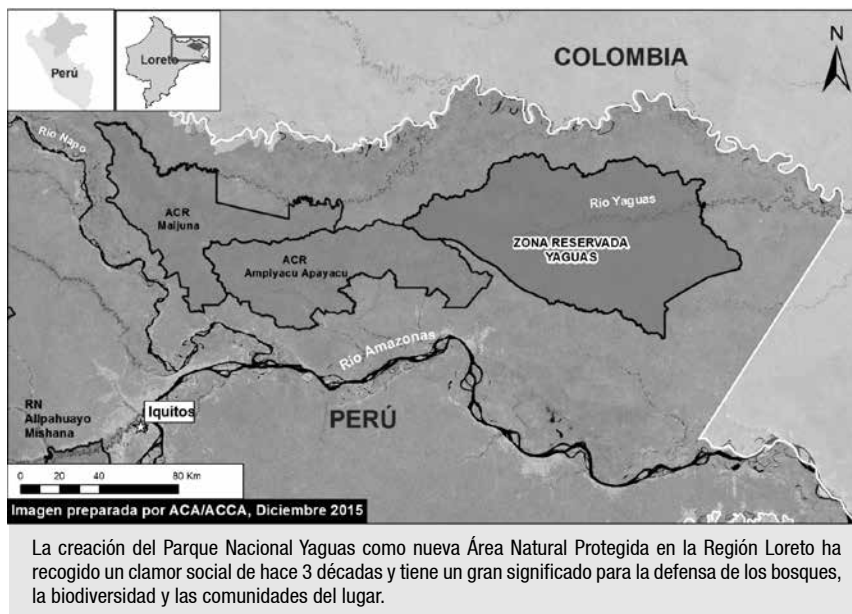 Perú
Loreto
COLOMBIA
N
Río Napo
ACR
Maijuna
Río Yaguas
ZONA RESERVADA
YAGUAS
ACR
Ampiyacu Apayacu
Río Amazonas
PERÚ
Iquitos
RN
Allpahuayo
Mishana
0 20 40 80 Km
Imagen preparada por ACA/ACCA, Diciembre 2015
La creación del Parque Nacional Yaguas como nueva Área Natural Protegida en la Región Loreto ha
recogido un clamor social de hace 3 décadas y tiene un gran significado para la defensa de los bosques,
la biodiversidad y las comunidades del lugar.